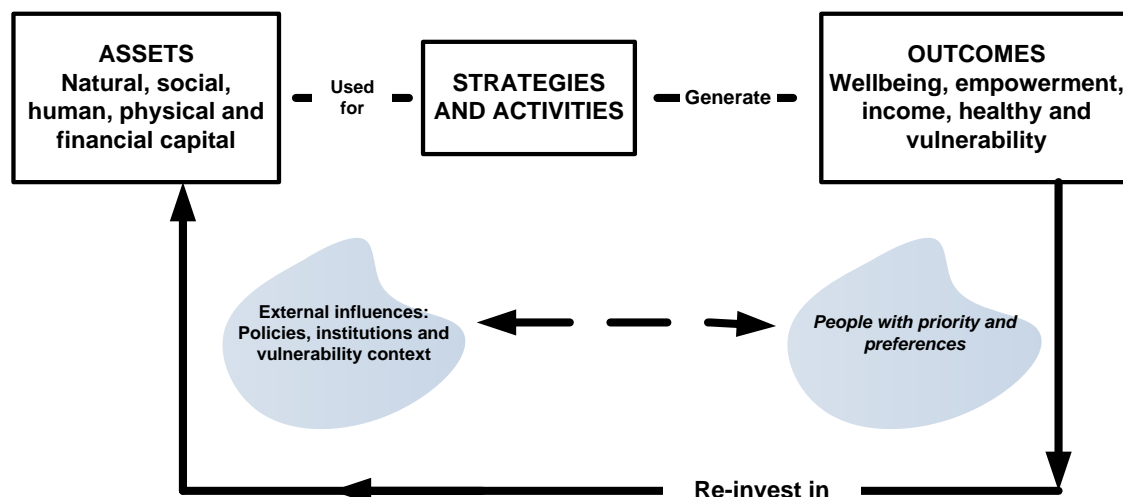 ASSETS
Natural, social,
human, physical and
financial capital
Used
for
STRATEGIES
AND ACTIVITIES
Generate
OUTCOMES
Wellbeing, empowerment,
income, healthy and
vulnerability
External influences:
Policies, institutions and
vulnerability context
People with priority and
preferences
Re-invest in